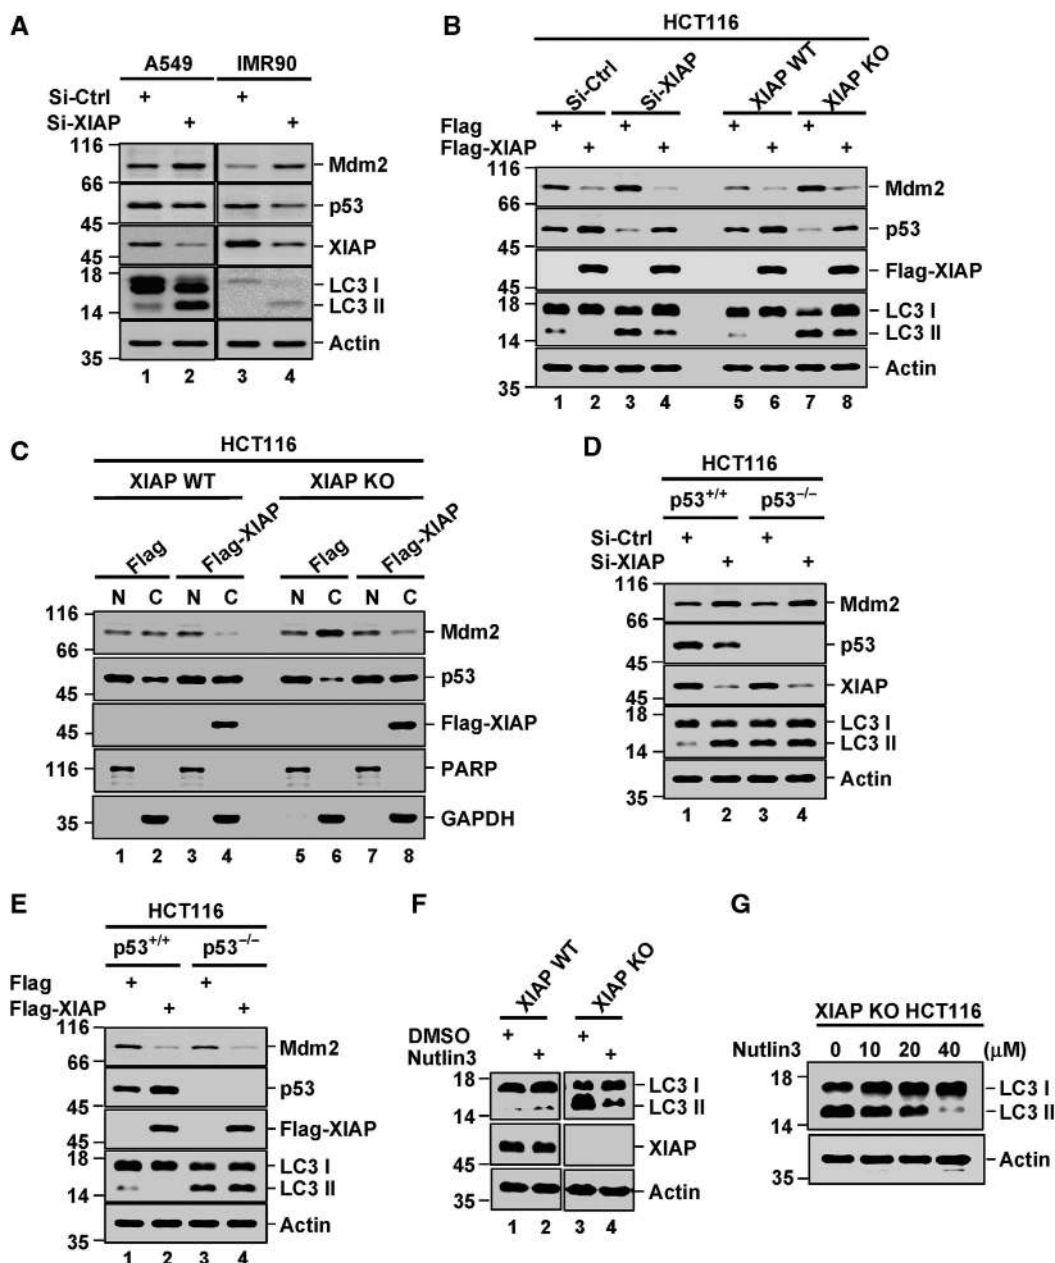 A
A549 IMR90
Si-Ctrl + +
Si-XIAP + +
116
66
45
45
18
14
35
Mdm2
p53
XIAP
LC3 I
LC3 II
Actin
1 2 3 4
B
HCT116
Si-Ctrl Si-XIAP XIAP WT XIAP KO
Flag + + + +
Flag-XIAP + + + +
116
66
45
45
18
14
35
Mdm2
p53
Flag-XIAP
LC3 I
LC3 II
Actin
1 2 3 4 5 6 7 8
C
HCT116
XIAP WT XIAP KO
Flag Flag-XIAP Flag Flag-XIAP
N C N C N C N C
116
66
45
45
116
35
Mdm2
p53
Flag-XIAP
PARP
GAPDH
1 2 3 4 5 6 7 8
D
HCT116
p53+/+ p53−/−
Si-Ctrl + +
Si-XIAP + +
116
66
45
45
18
14
35
Mdm2
p53
XIAP
LC3 I
LC3 II
Actin
1 2 3 4
E
HCT116
p53+/+ p53−/−
Flag + +
Flag-XIAP + +
116
66
45
45
18
14
35
Mdm2
p53
Flag-XIAP
LC3 I
LC3 II
Actin
1 2 3 4
F
XIAP WT XIAP KO
DMSO + +
Nutlin3 + +
18
14
45
35
LC3 I
LC3 II
XIAP
Actin
1 2 3 4
G
XIAP KO HCT116
Nutlin3 0 10 20 40 (μM)
18
14
35
LC3 I
LC3 II
Actin